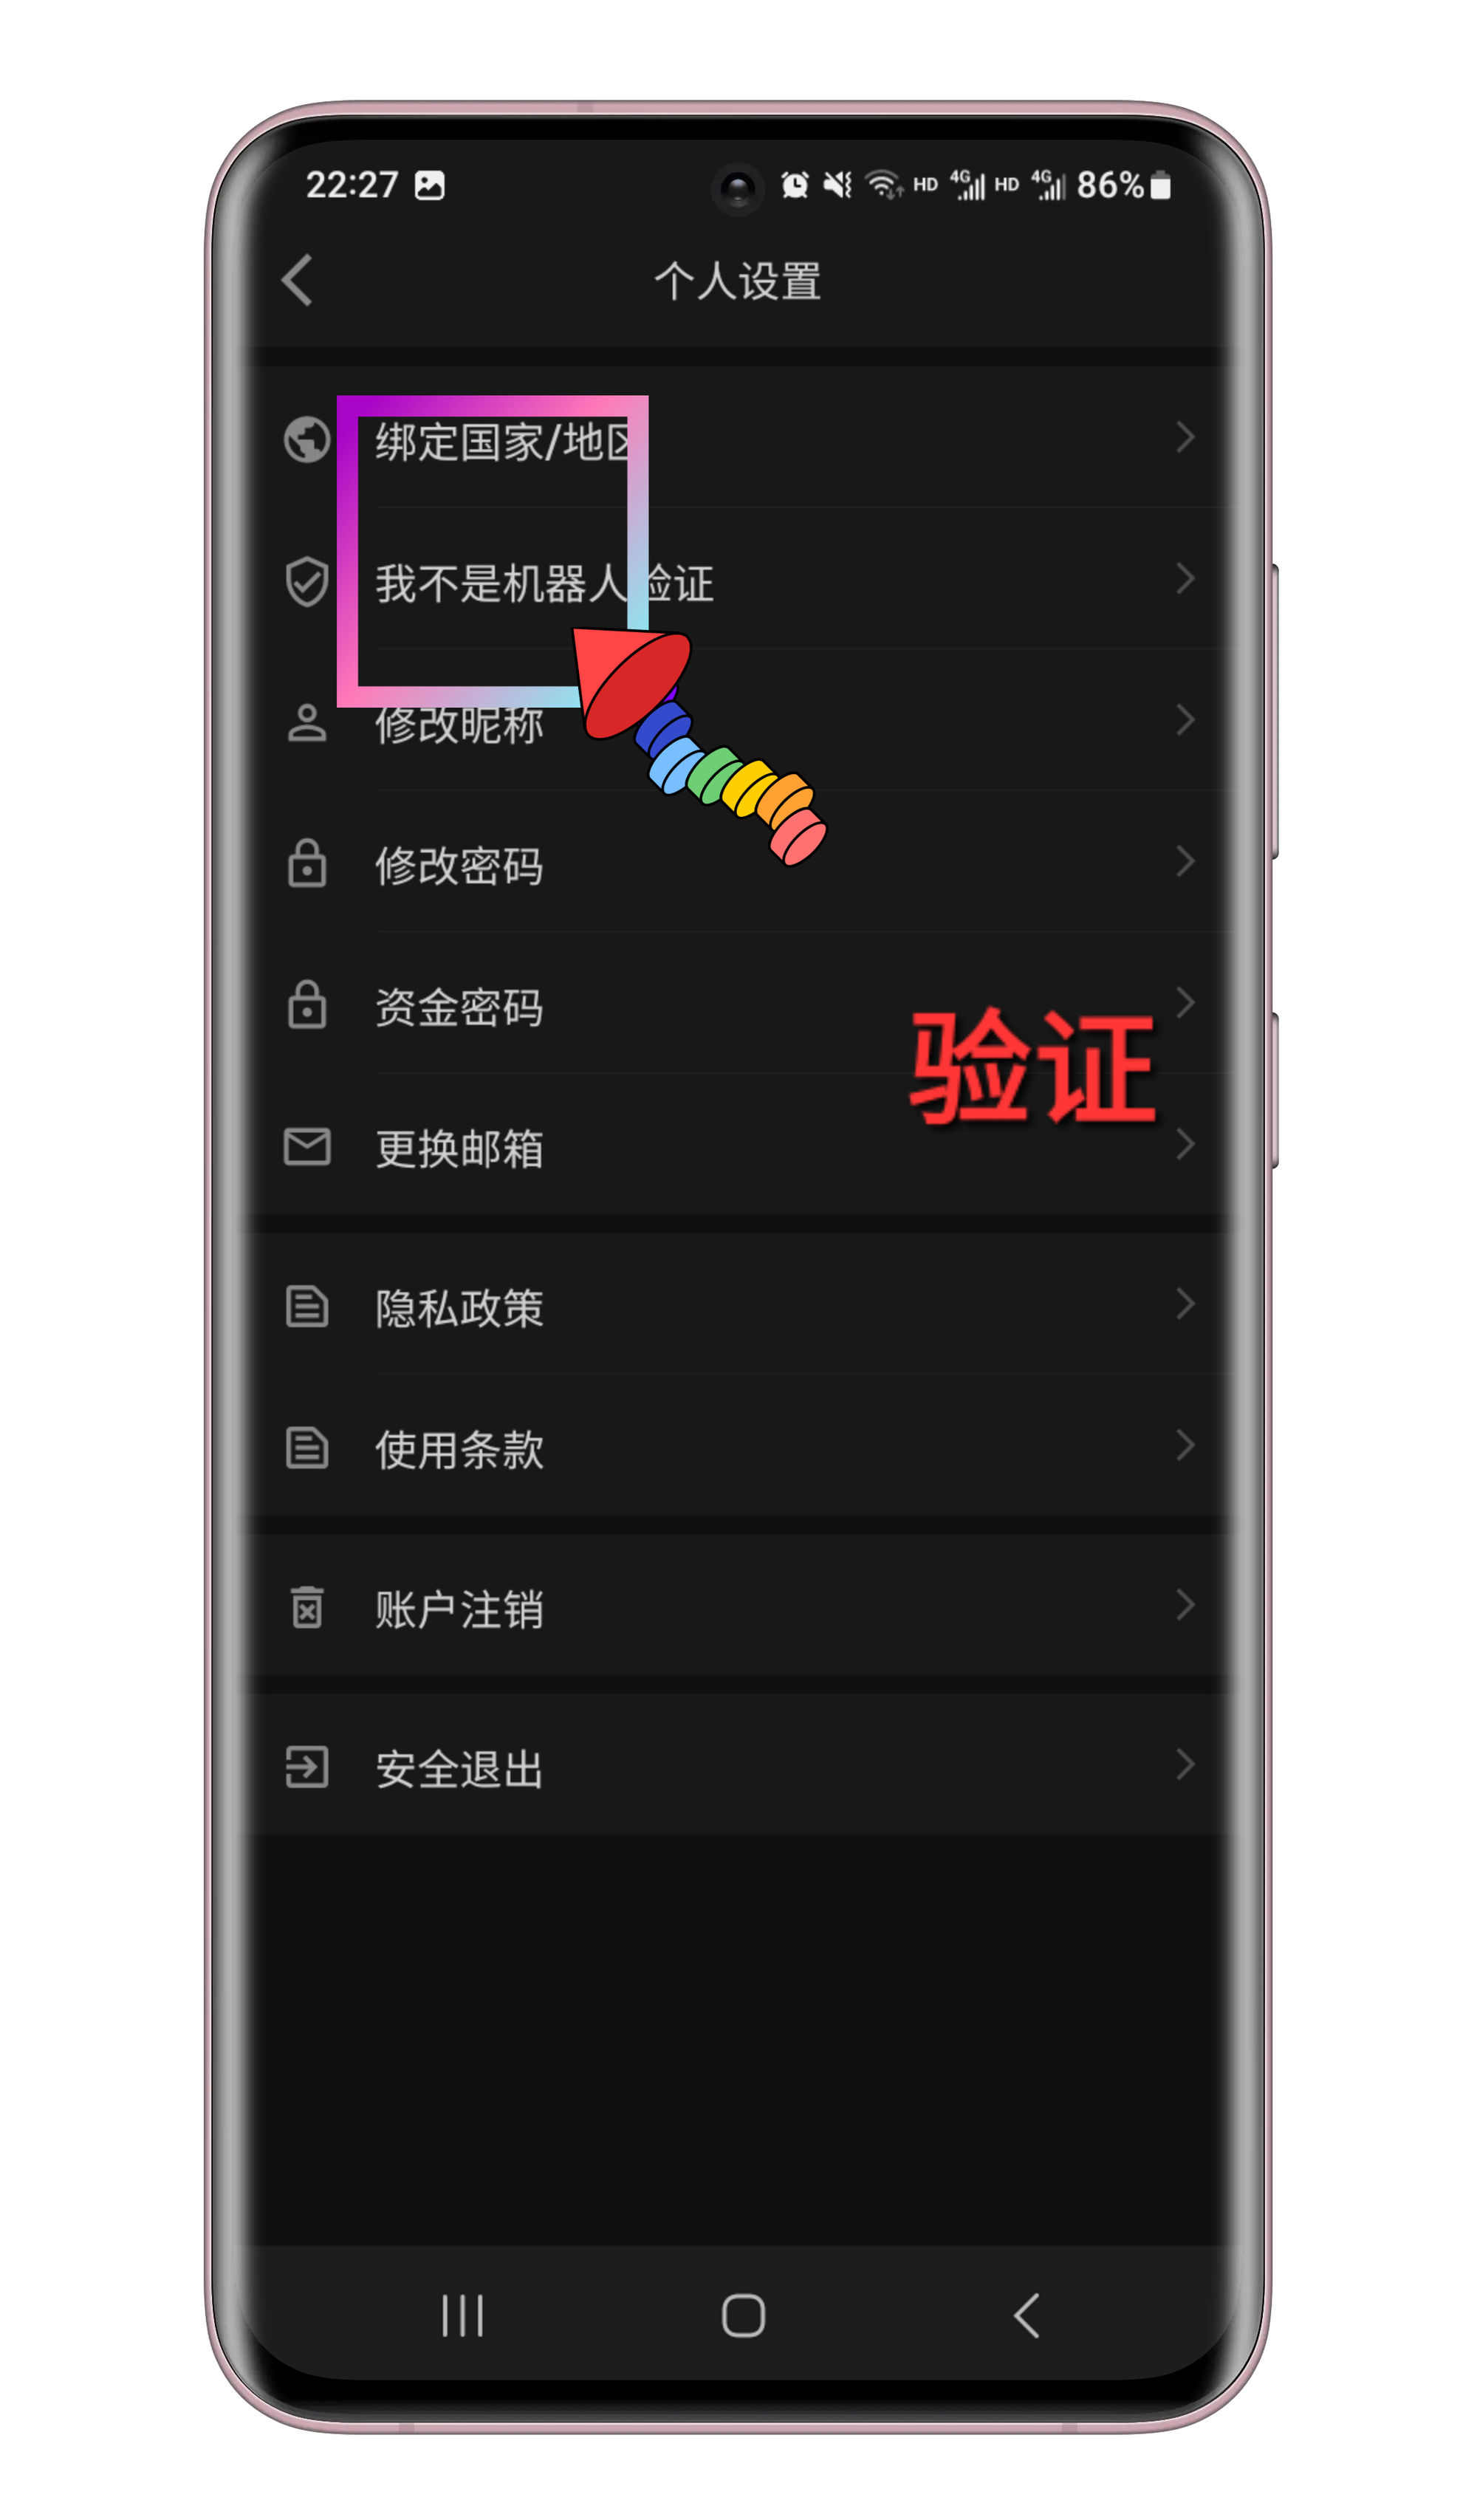 22:27 HD 4G HD 4G 86%
个人设置
绑定国家/地区
我不是机器人验证
修改昵称
修改密码
资金密码
验证
更换邮箱
隐私政策
使用条款
账户注销
安全退出